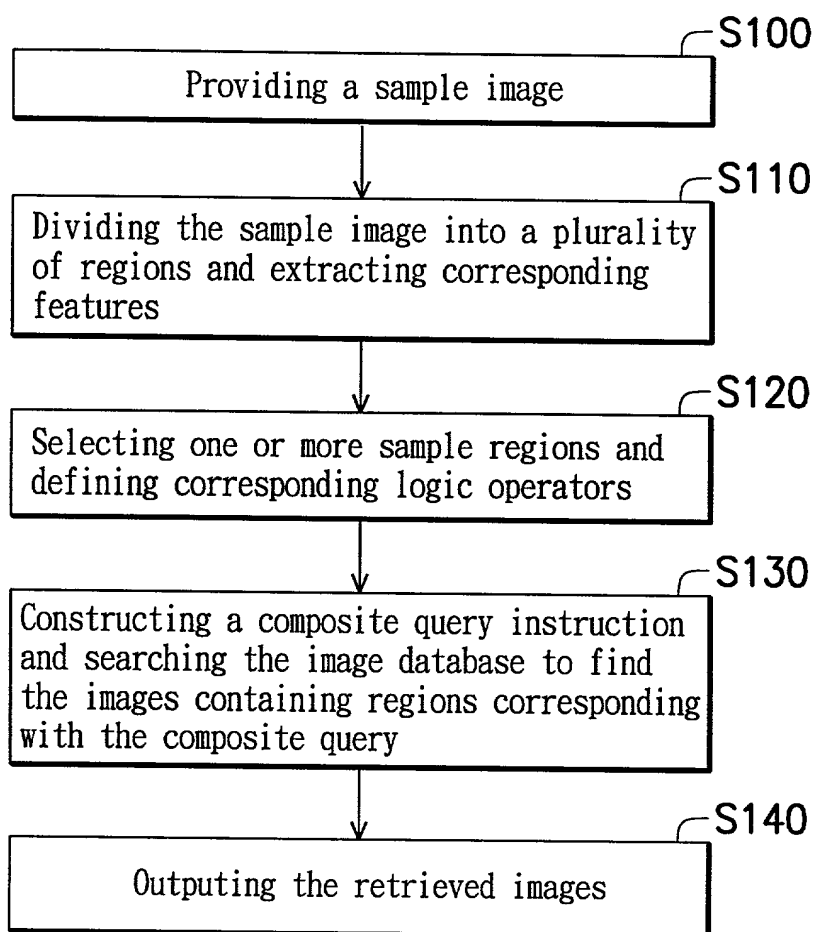 S100
Providing a sample image
S110
Dividing the sample image into a plurality
of regions and extracting corresponding
features
S120
Selecting one or more sample regions and
defining corresponding logic operators
S130
Constructing a composite query instruction
and searching the image database to find
the images containing regions corresponding
with the composite query
S140
Outputing the retrieved images